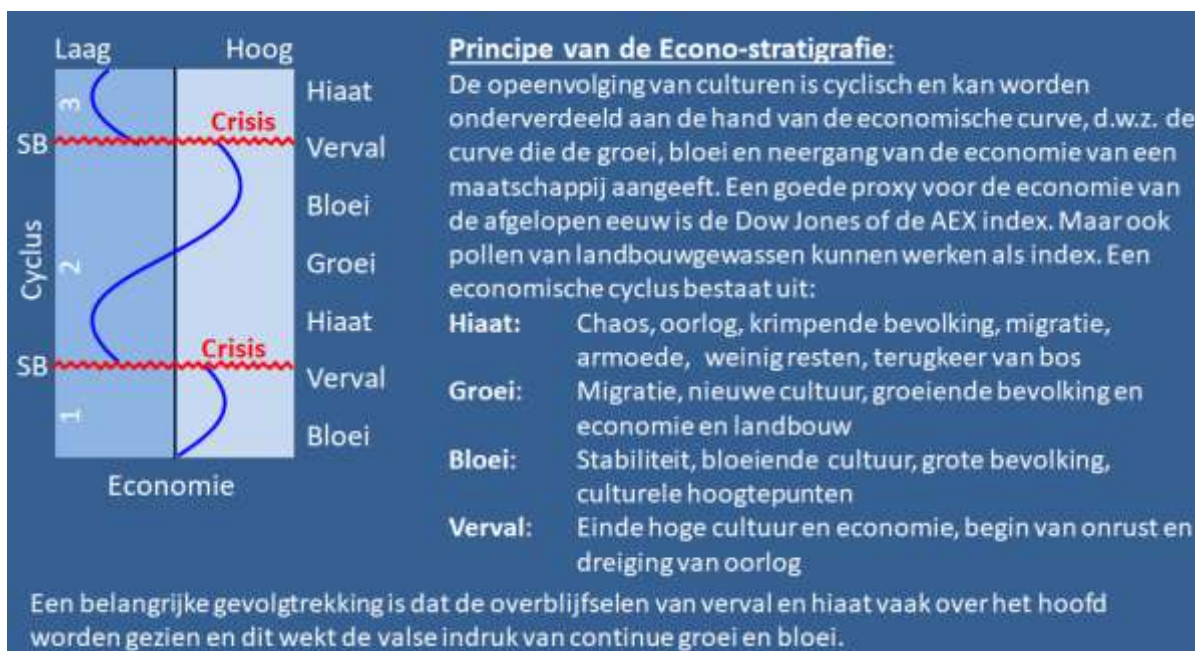 Laag Hoog
3
Hiaat
Crisis
SB
Verval
Bloei
Cyclus
2
Groei
Hiaat
Crisis
SB
Verval
1
Bloei
Economie
Principe van de Econo-stratigrafie:
De opeenvolging van culturen is cyclisch en kan worden
onderverdeeld aan de hand van de economische curve, d.w.z. de
curve die de groei, bloei en neergang van de economie van een
maatschappij aangeeft. Een goede proxy voor de economie van
de afgelopen eeuw is de Dow Jones of de AEX index. Maar ook
pollen van landbouwgewassen kunnen werken als index. Een
economische cyclus bestaat uit:
Hiaat: Chaos, oorlog, krimpende bevolking, migratie,
armoede, weinig resten, terugkeer van bos
Groei: Migratie, nieuwe cultuur, groeiende bevolking en
economie en landbouw
Bloei: Stabiliteit, bloeiende cultuur, grote bevolking,
culturele hoogtepunten
Verval: Einde hoge cultuur en economie, begin van onrust en
dreiging van oorlog
Een belangrijke gevolgtrekking is dat de overblijfselen van verval en hiaat vaak over het hoofd
worden gezien en dit wekt de valse indruk van continue groei en bloei.